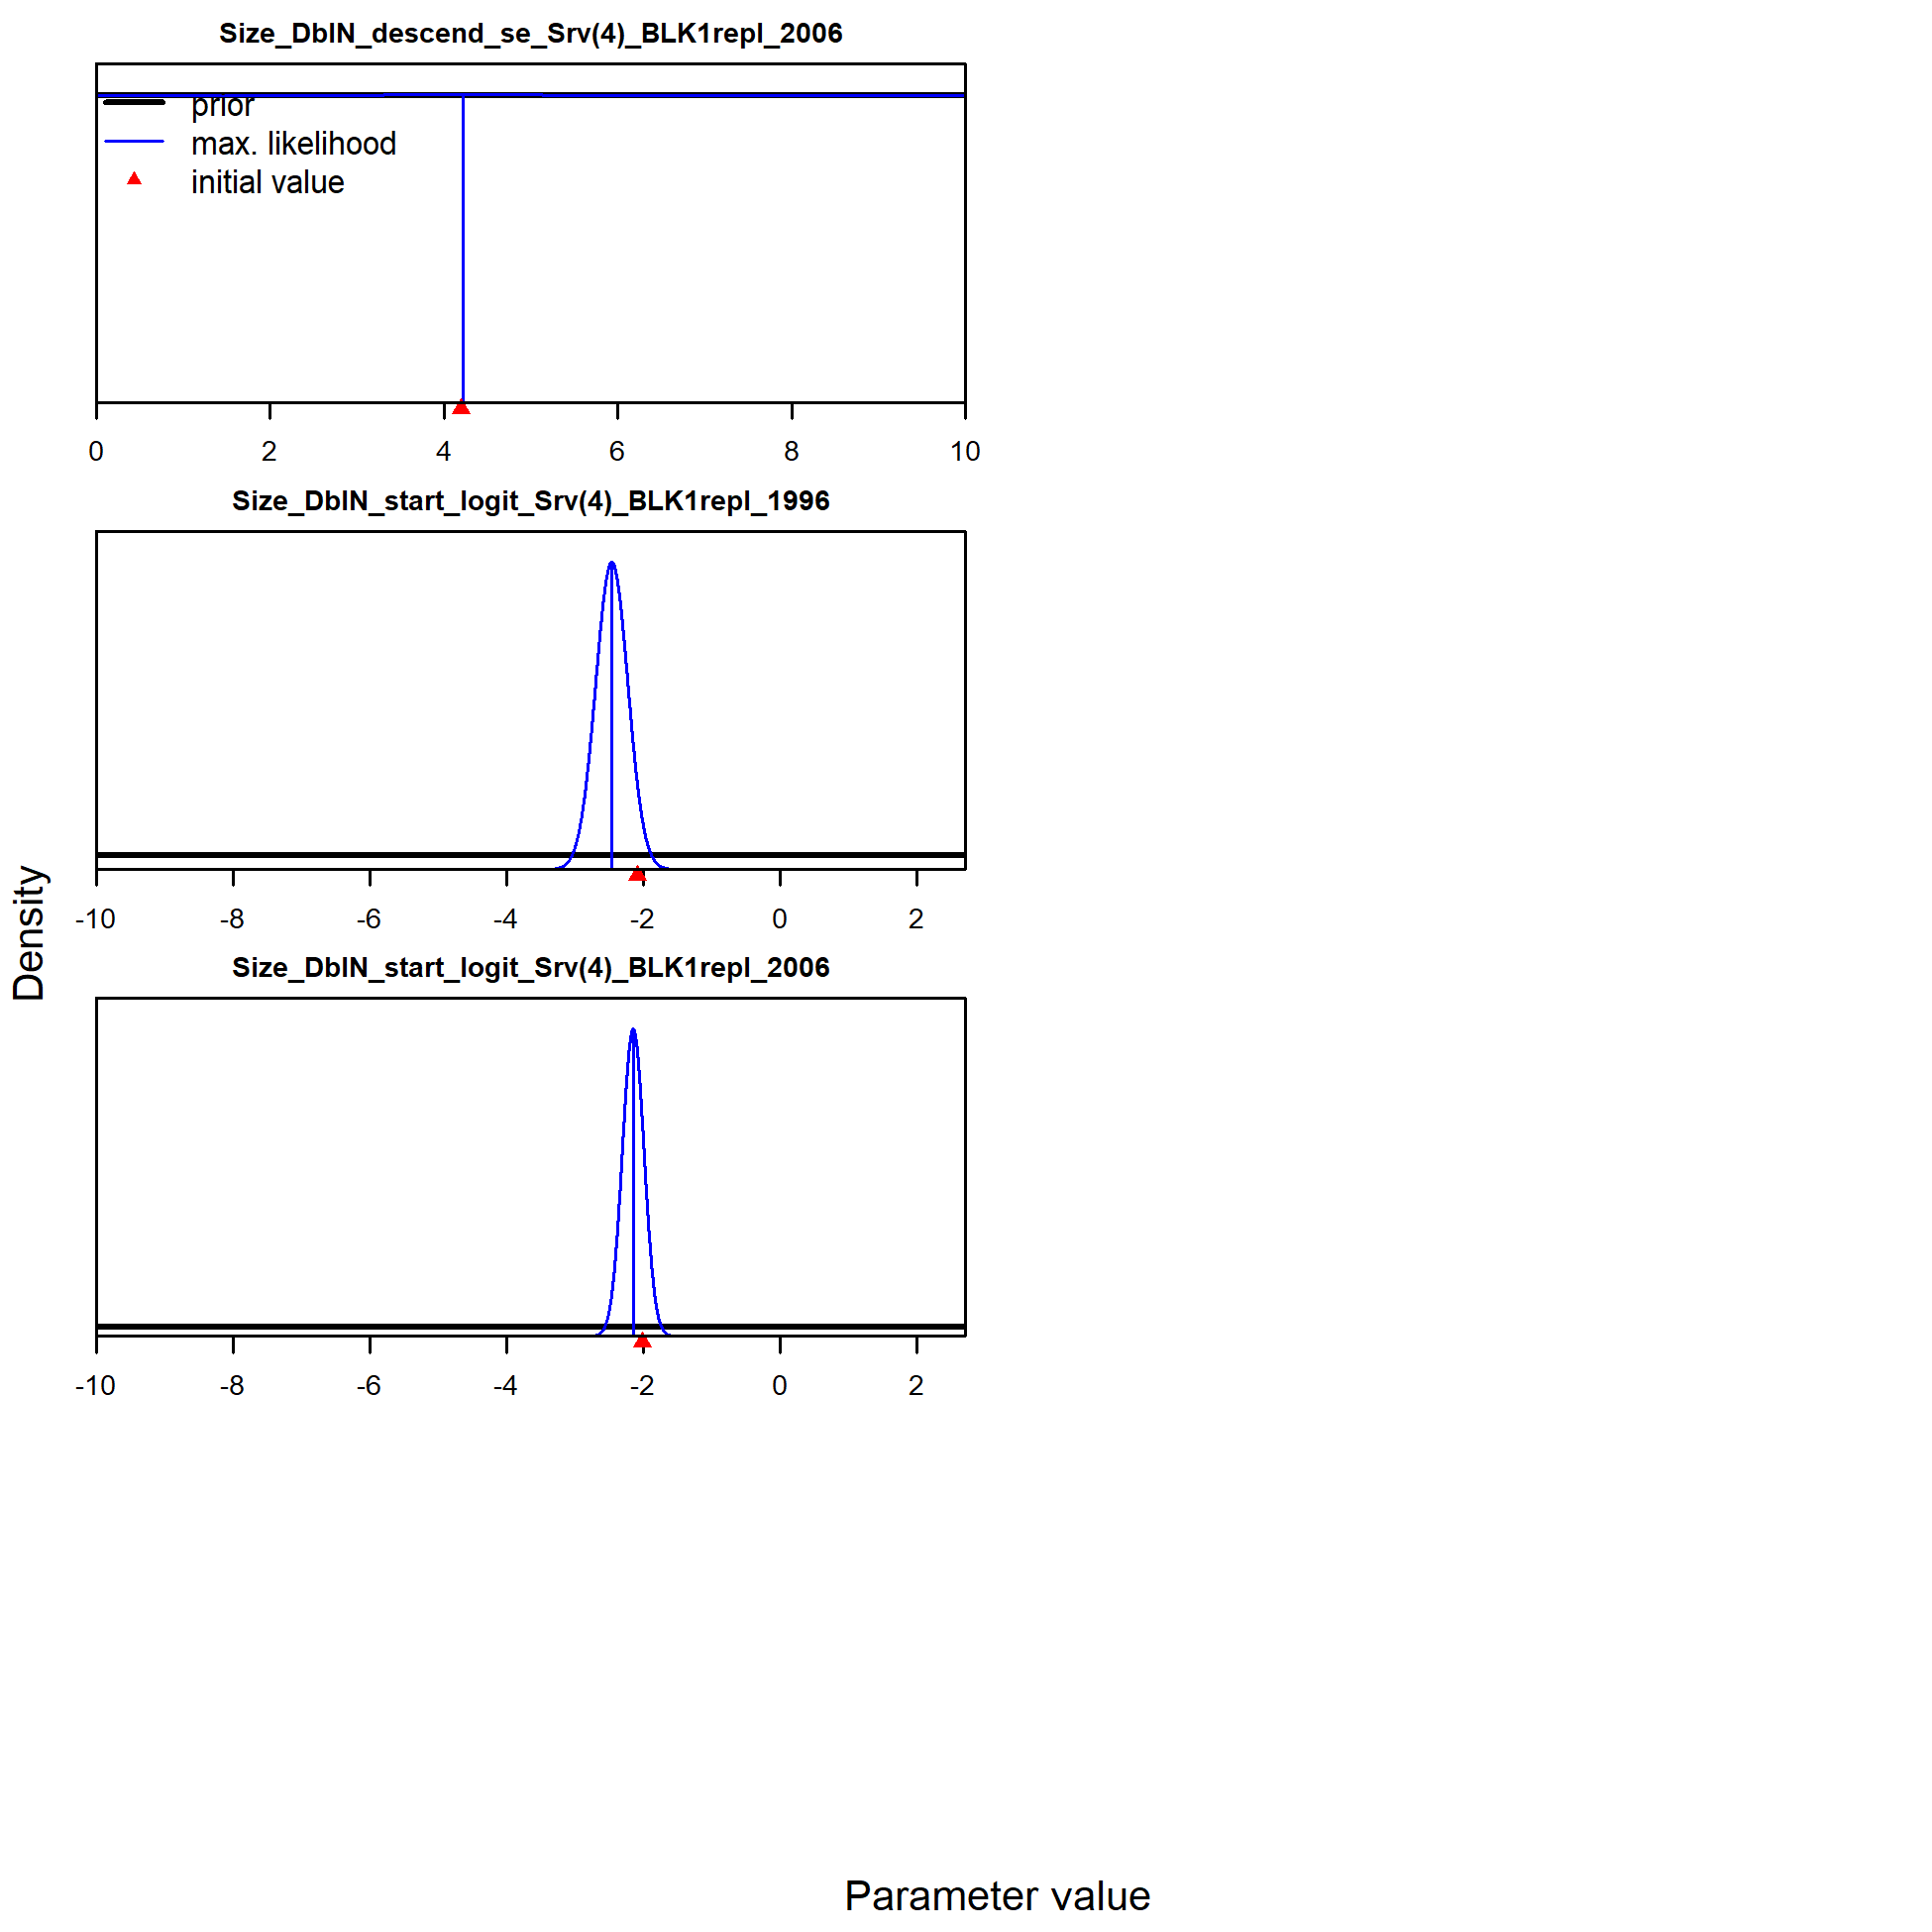 Size_DblN_descend_se_Srv(4)_BLK1repl_2006
prior
max. likelihood
initial value
0 2 4 6 8 10
Size_DblN_start_logit_Srv(4)_BLK1repl_1996
-10 -8 -6 -4 -2 0 2
Density
Size_DblN_start_logit_Srv(4)_BLK1repl_2006
-10 -8 -6 -4 -2 0 2
Parameter value